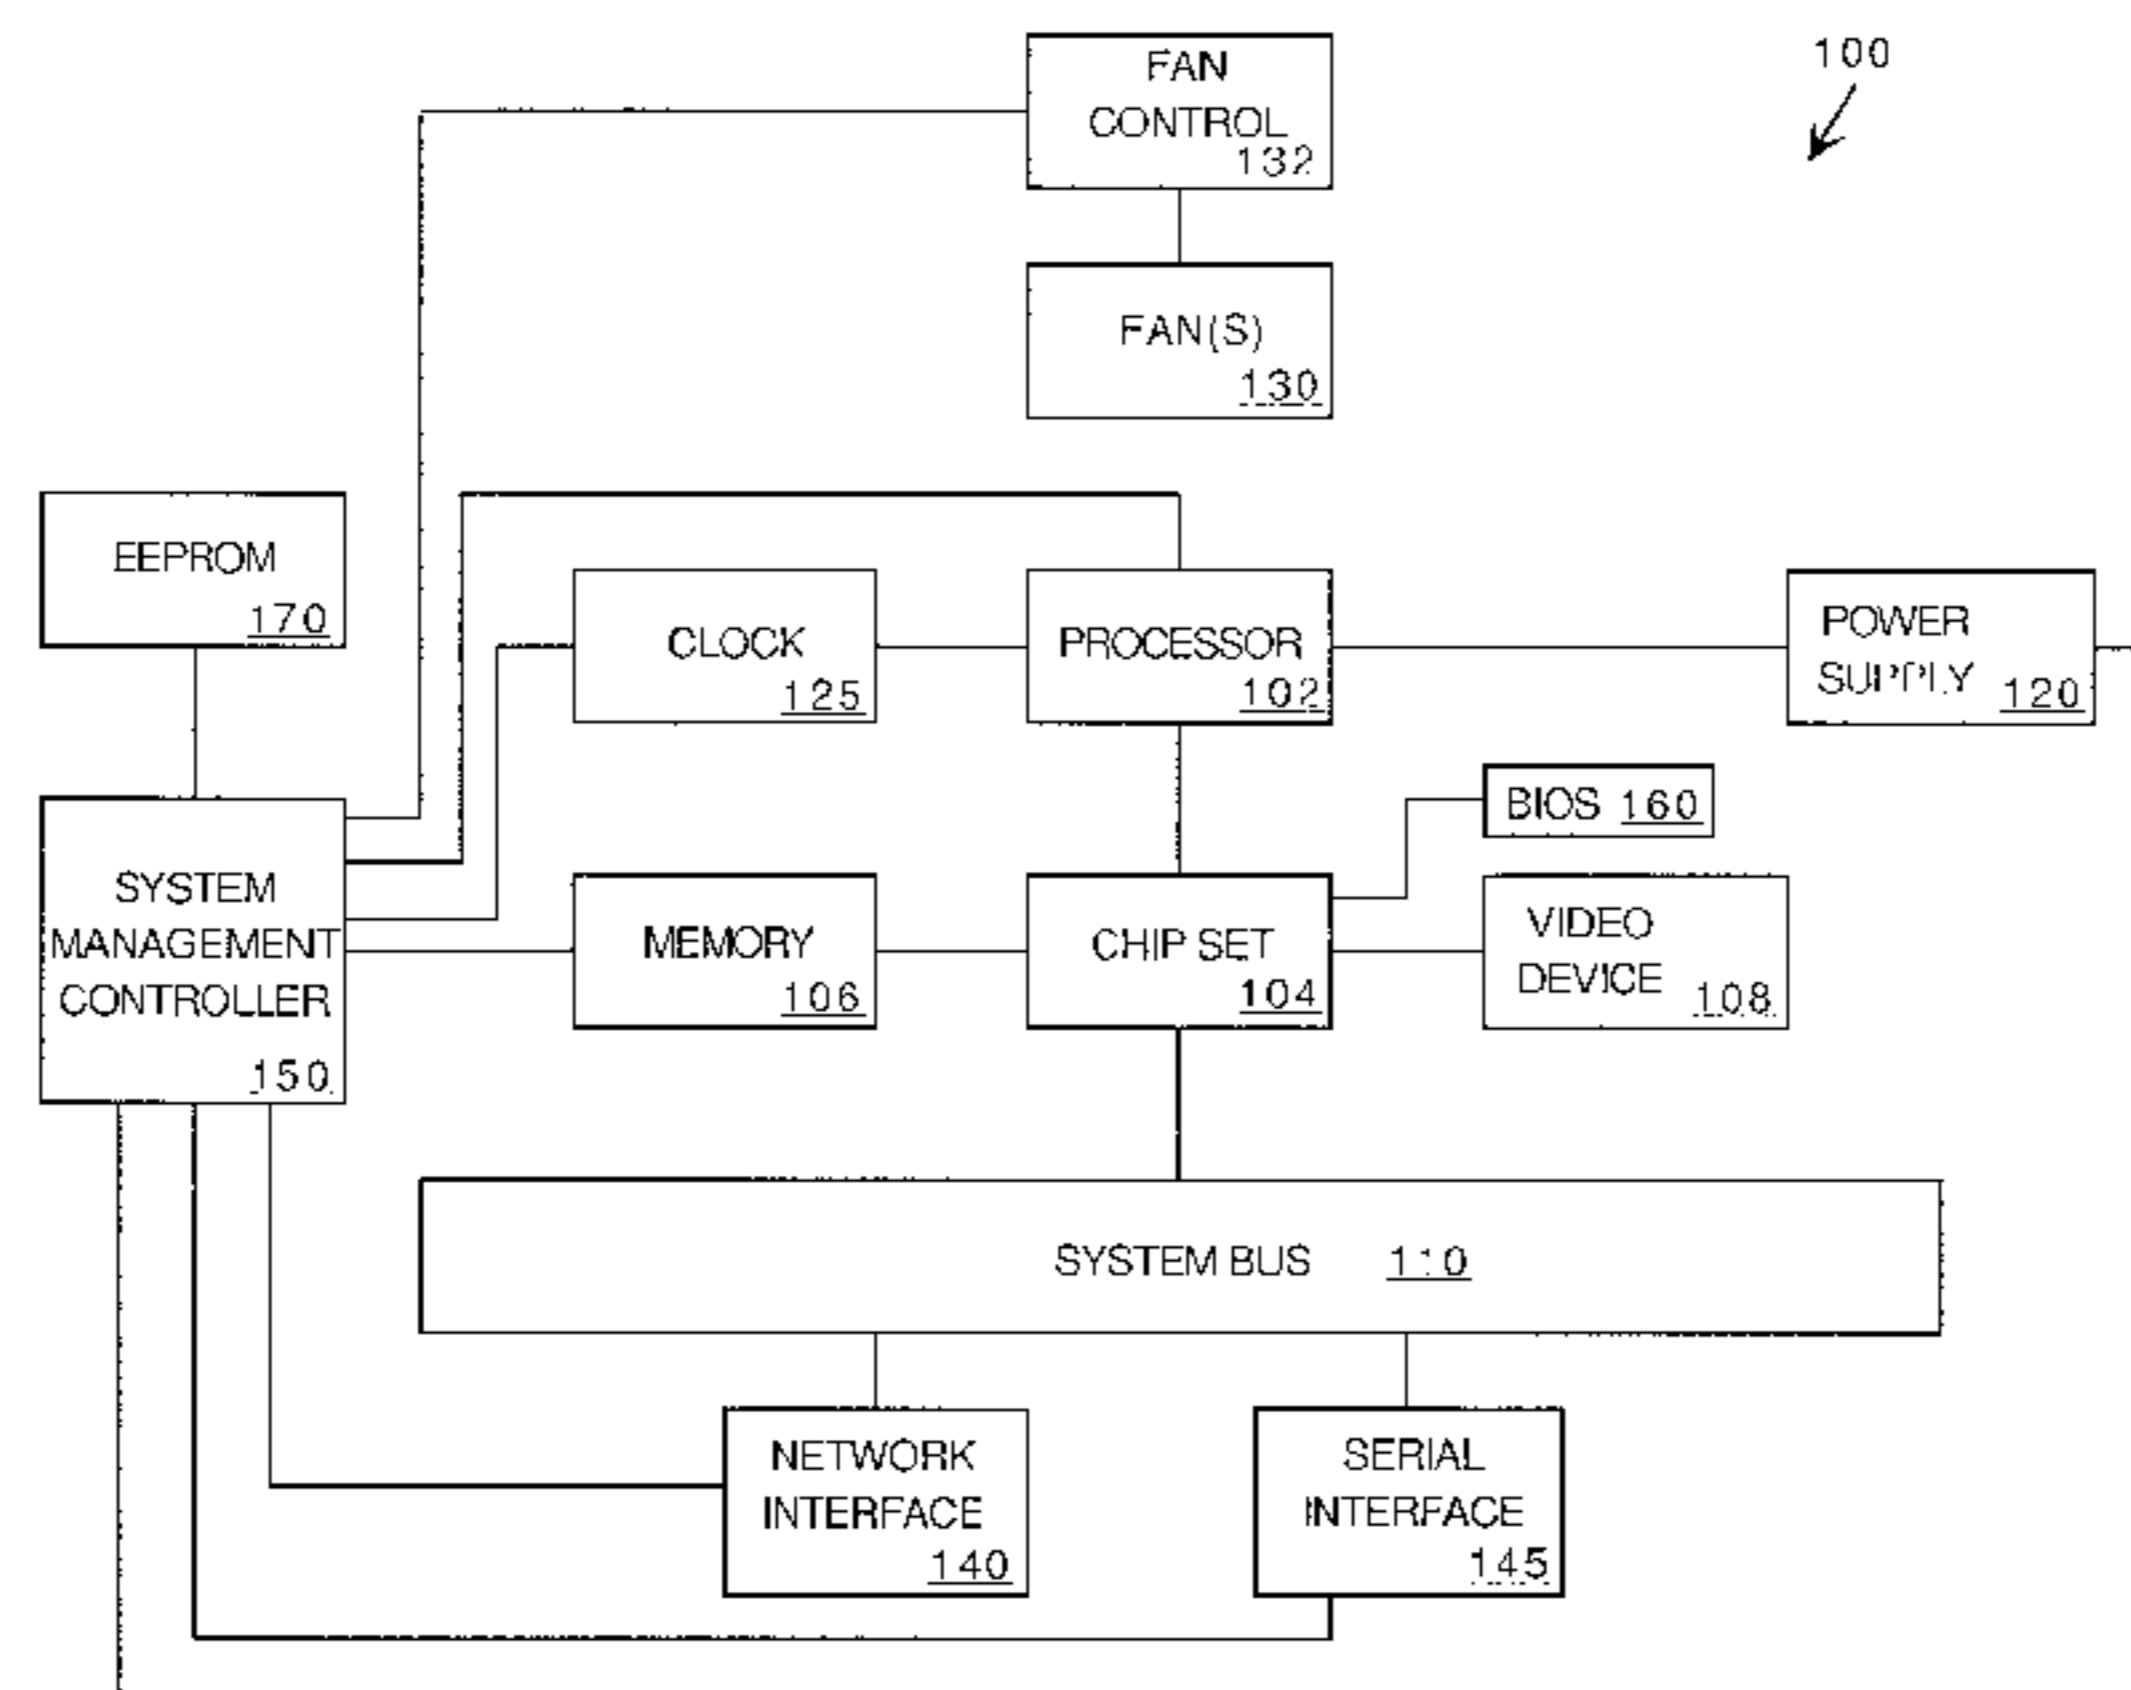 100
FAN
CONTROL
132
FAN(S)
130
EEPROM
170
CLOCK
125
PROCESSOR
102
POWER
SUPPLY 120
BIOS 160
SYSTEM
MANAGEMENT
CONTROLLER
150
MEMORY
106
CHIP SET
104
VIDEO
DEVICE 108
SYSTEM BUS 110
NETWORK
INTERFACE
140
SERIAL
INTERFACE
145